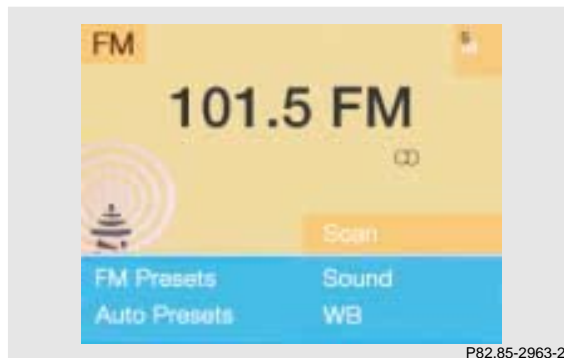 FM
101.5 FM
Scan
FM Presets Sound
Auto Presets WB
P82.85-2963-2